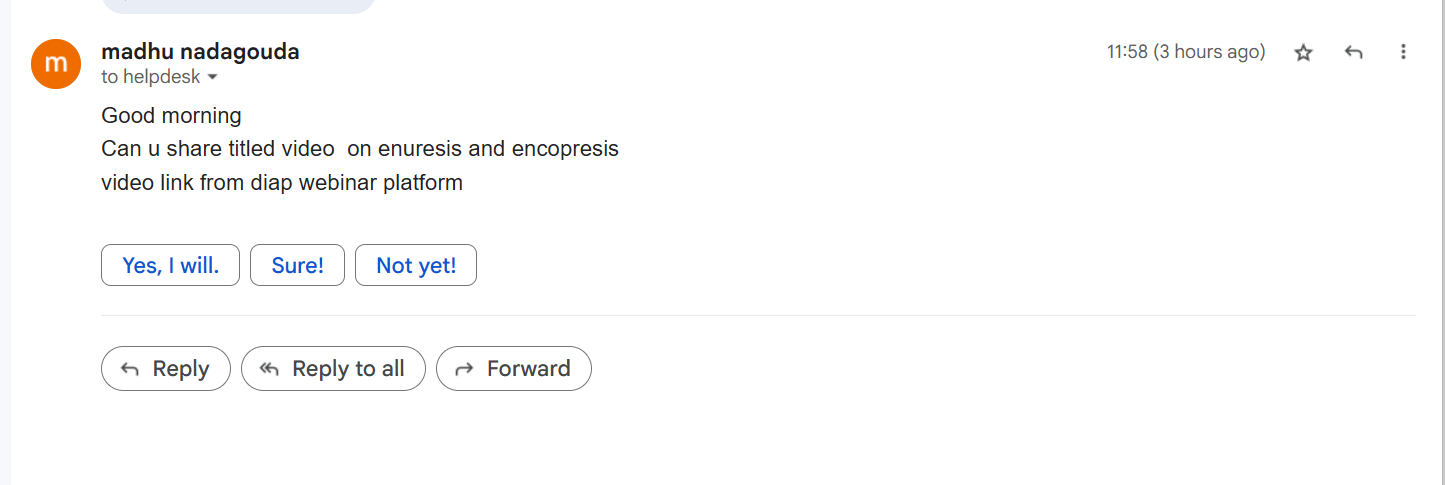 m
madhu nadagouda
11:58 (3 hours ago)
to helpdesk
Good morning
Can u share titled video  on enuresis and encopresis
video link from diap webinar platform
Yes, I will.
Sure!
Not yet!
Reply
Reply to all
Forward